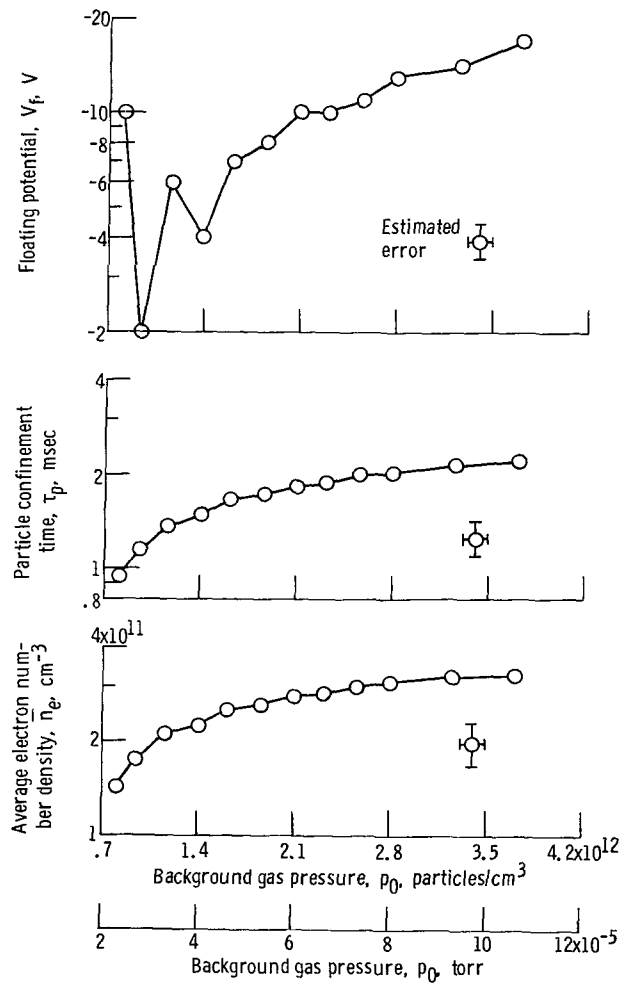 -20
-10
-8
-6
-4
-2
Floating potential, V_f, V
Estimated
error
4
2
1
.8
Particle confinement
time, τ_p, msec
4x10^11
2
1
Average electron num-
ber density, n̄_e, cm^-3
.7 1.4 2.1 2.8 3.5 4.2x10^12
Background gas pressure, p_0, particles/cm^3
2 4 6 8 10 12x10^-5
Background gas pressure, p_0, torr